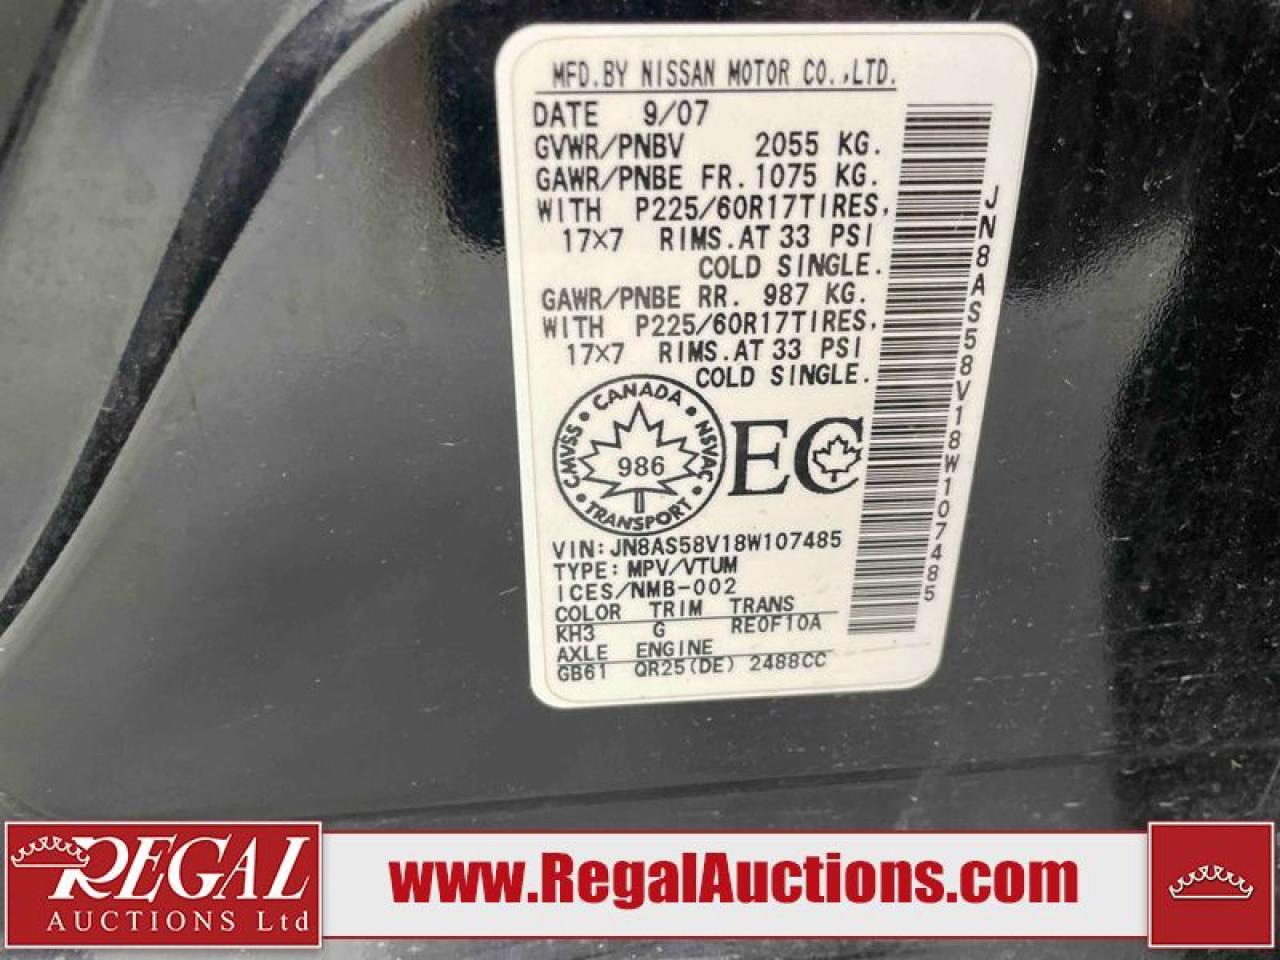 MFD.BY NISSAN MOTOR CO.,LTD.
DATE 9/07
GVWR/PNBV 2055 KG.
GAWR/PNBE FR. 1075 KG.
WITH P225/60R17TIRES,
17×7 RIMS.AT 33 PSI
COLD SINGLE.
GAWR/PNBE RR. 987 KG.
WITH P225/60R17TIRES,
17×7 RIMS.AT 33 PSI
COLD SINGLE.
CANADA
CMVSS
NSVAC
986
TRANSPORT
EC
VIN: JN8AS58V18W107485
TYPE: MPV/VTUM
ICES/NMB-002
COLOR TRIM TRANS
KH3 G RE0F10A
AXLE ENGINE
GB61 QR25(DE) 2488CC
JN8AS58V18W107485
REGAL
AUCTIONS Ltd
www.RegalAuctions.com